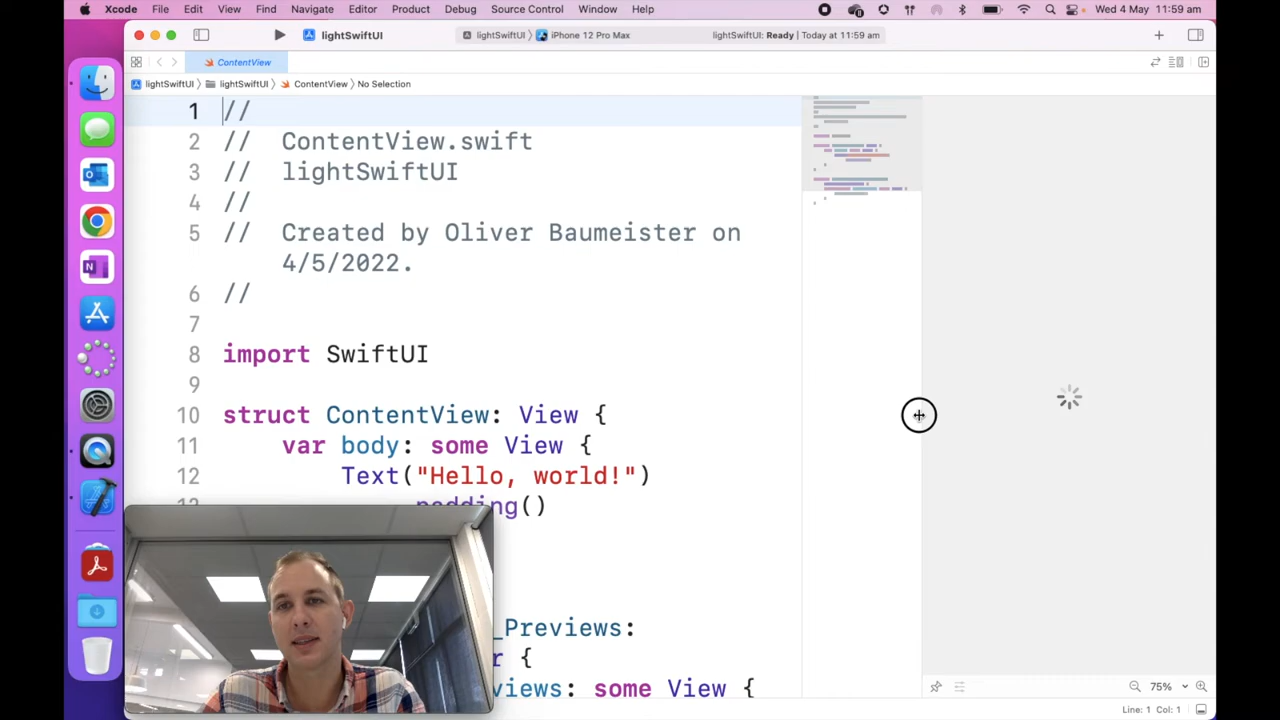 Xcode File Edit View Find Navigate Editor Product Debug Source Control Window Help Wed 4 May 11:59 am
lightSwiftUI lightSwiftUI iPhone 12 Pro Max lightSwiftUI: Ready | Today at 11:59 am
ContentView
lightSwiftUI lightSwiftUI ContentView No Selection
1 //
2 // ContentView.swift
3 // lightSwiftUI
4 //
5 // Created by Oliver Baumeister on
4/5/2022.
6 //
7
8 import SwiftUI
9
10 struct ContentView: View {
11 var body: some View {
12 Text("Hello, world!")
padding()
_Previews:
{
views: some View {
75%
Line: 1 Col: 1